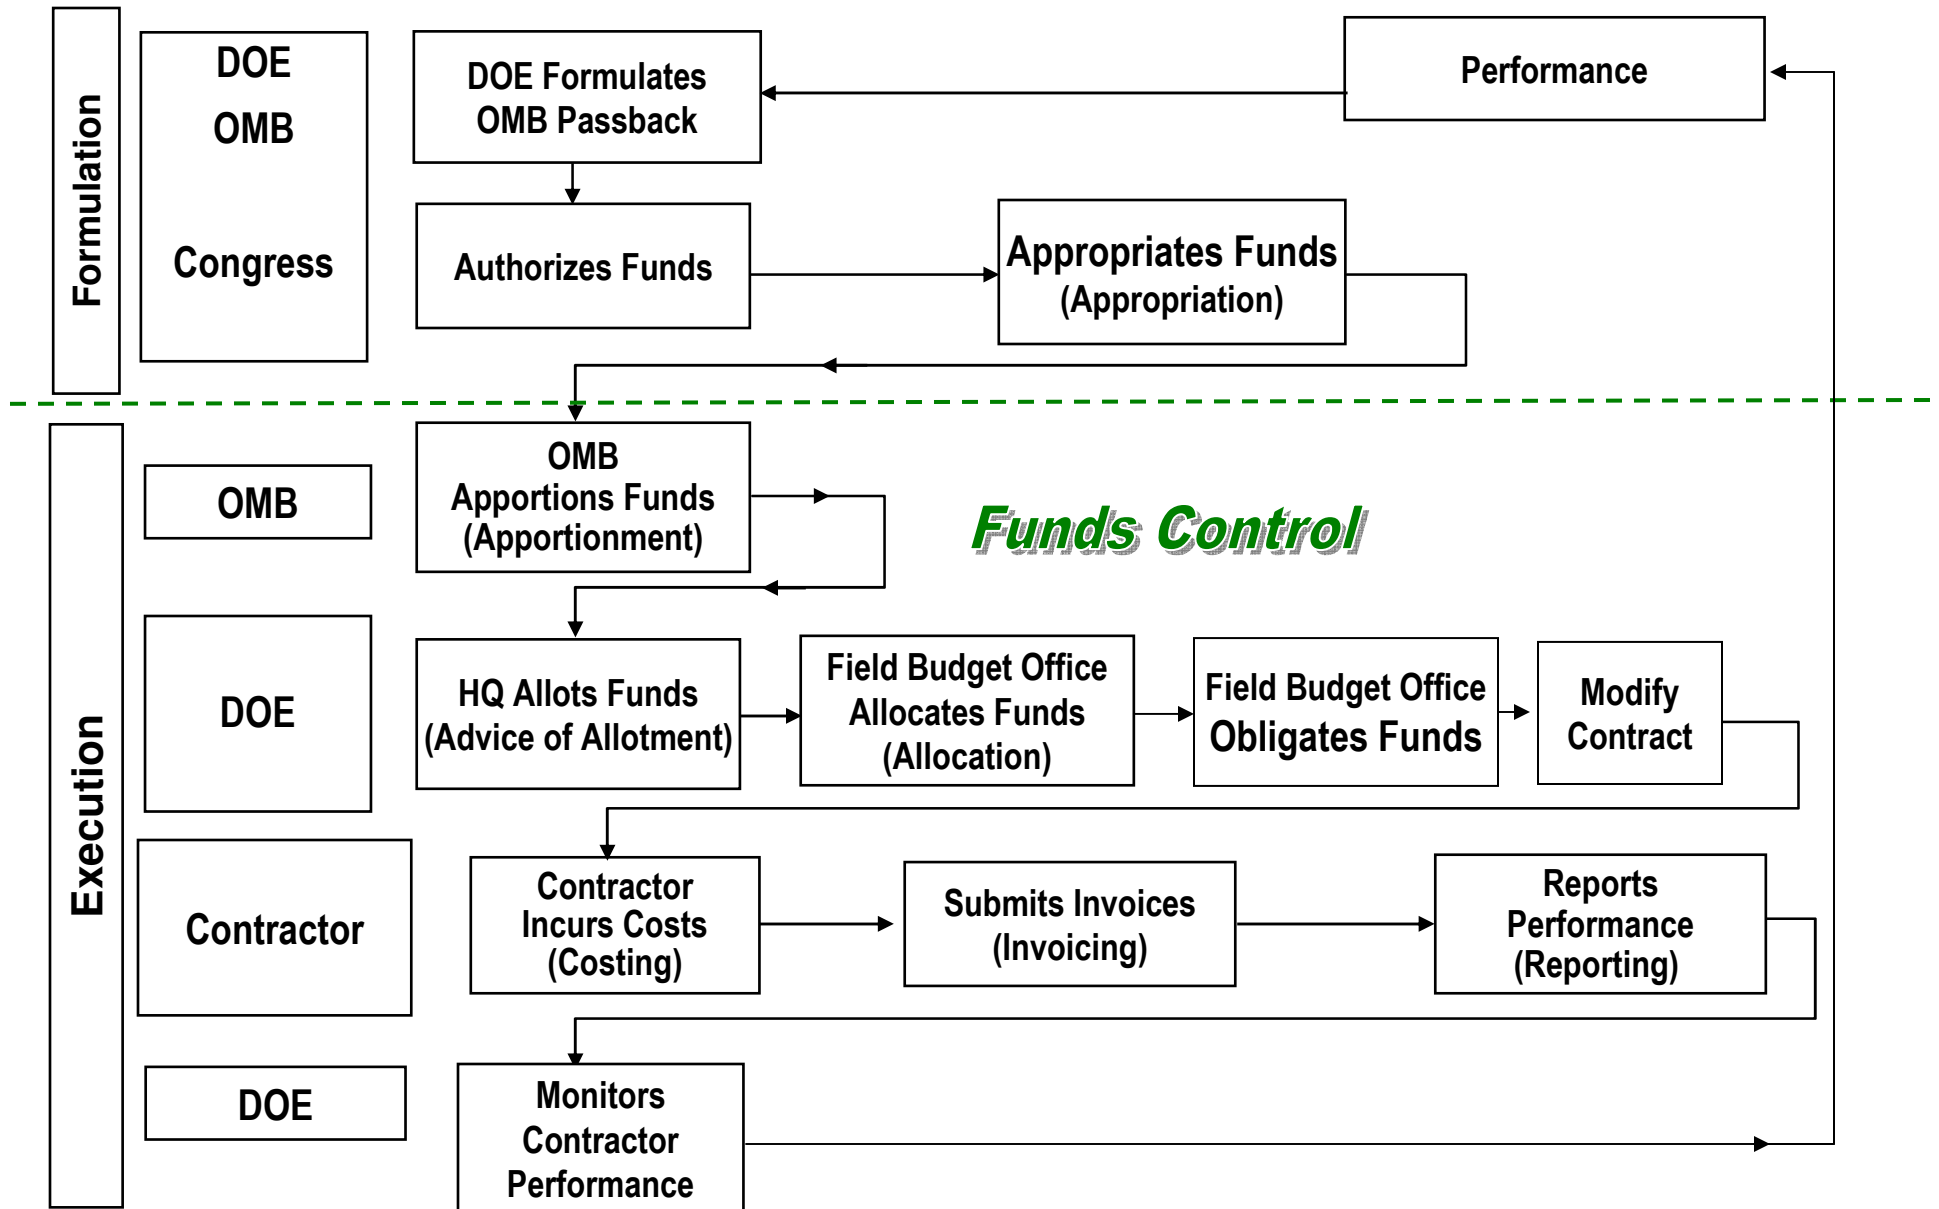 Formulation
DOE
OMB
Congress
DOE Formulates
OMB Passback
Performance
Authorizes Funds
Appropriates Funds
(Appropriation)
Execution
OMB
OMB
Apportions Funds
(Apportionment)
Funds Control
DOE
HQ Allots Funds
(Advice of Allotment)
Field Budget Office
Allocates Funds
(Allocation)
Field Budget Office
Obligates Funds
Modify
Contract
Contractor
Contractor
Incurs Costs
(Costing)
Submits Invoices
(Invoicing)
Reports
Performance
(Reporting)
DOE
Monitors
Contractor
Performance